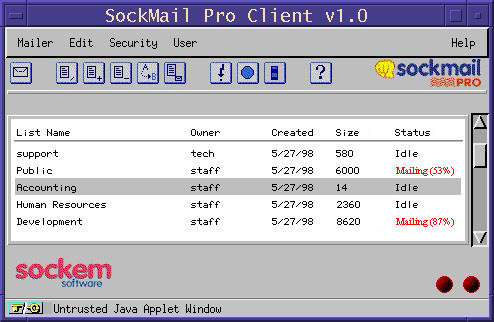 SockMail Pro Client v1.0
Mailer Edit Security User Help
A B ? sockmail
PRO
List Name Owner Created Size Status
support tech 5/27/98 580 Idle
Public staff 5/27/98 6000 Mailing (53%)
Accounting staff 5/27/98 14 Idle
Human Resources staff 5/27/98 2360 Idle
Development staff 5/27/98 8620 Mailing (87%)
sockem
software
Untrusted Java Applet Window